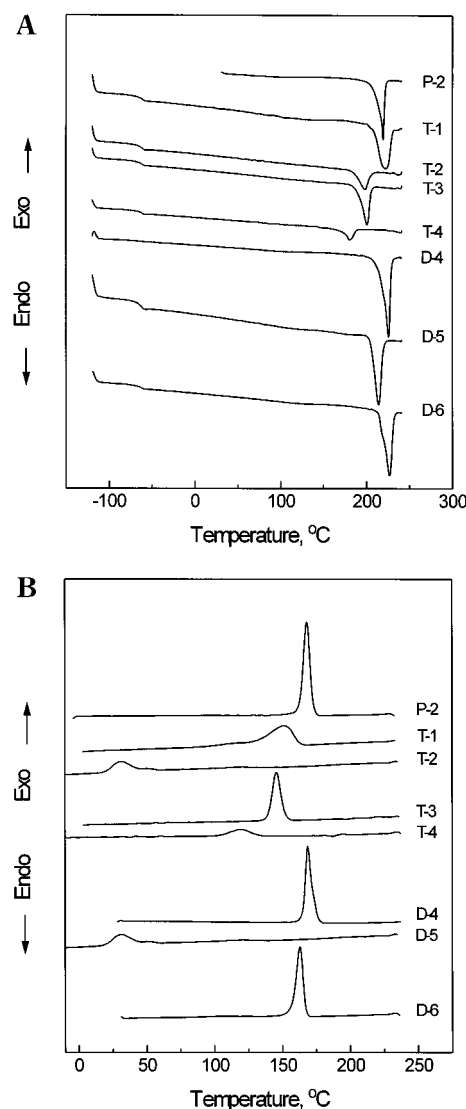 A
P-2
T-1
T-2
T-3
T-4
D-4
D-5
D-6
Exo
Endo
-100 0 100 200 300
Temperature, °C
B
P-2
T-1
T-2
T-3
T-4
D-4
D-5
D-6
Exo
Endo
0 50 100 150 200 250
Temperature, °C